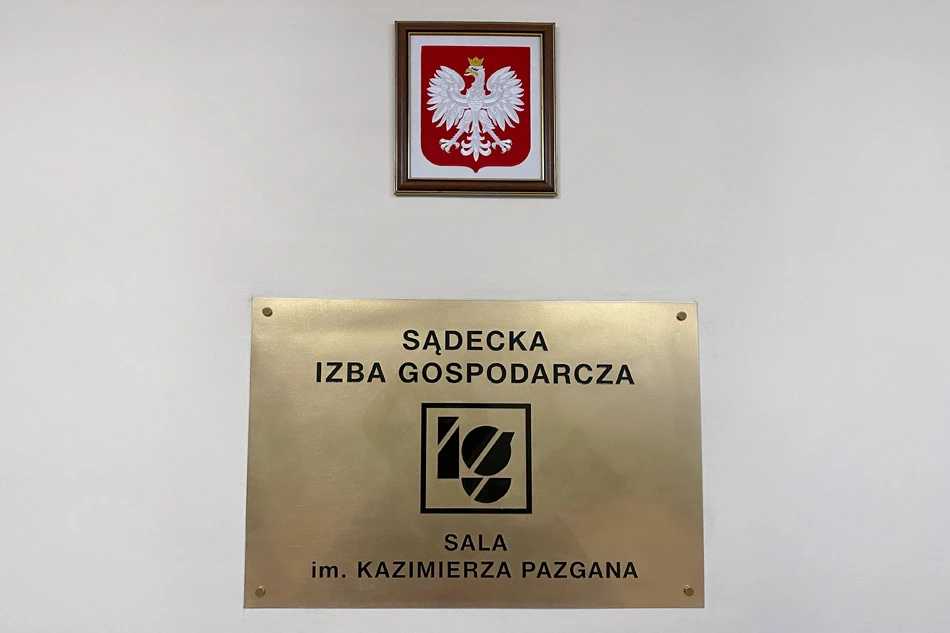 SĄDECKA
IZBA GOSPODARCZA
SALA
im. KAZIMIERZA PAZGANA